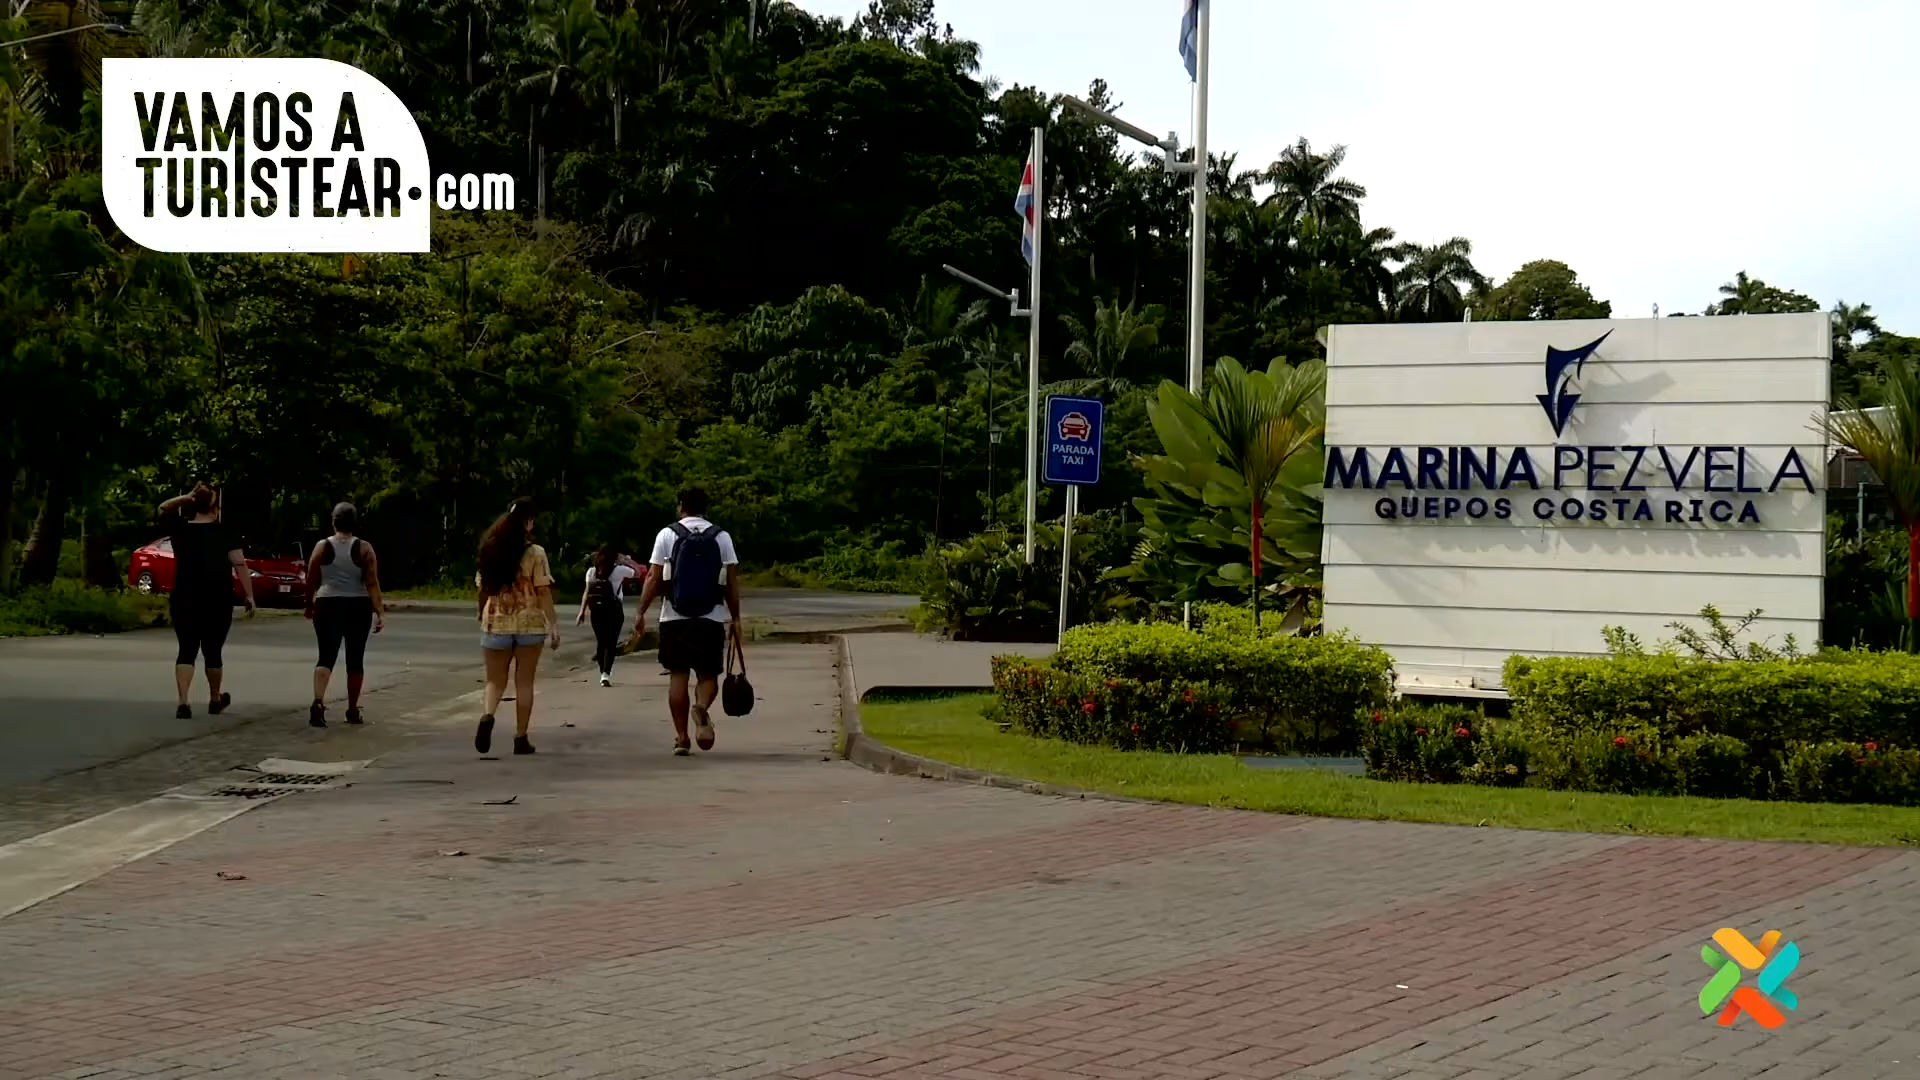 VAMOS A
TURISTEAR.com
PARADA
TAXI
MARINA PEZ VELA
QUEPOS COSTA RICA